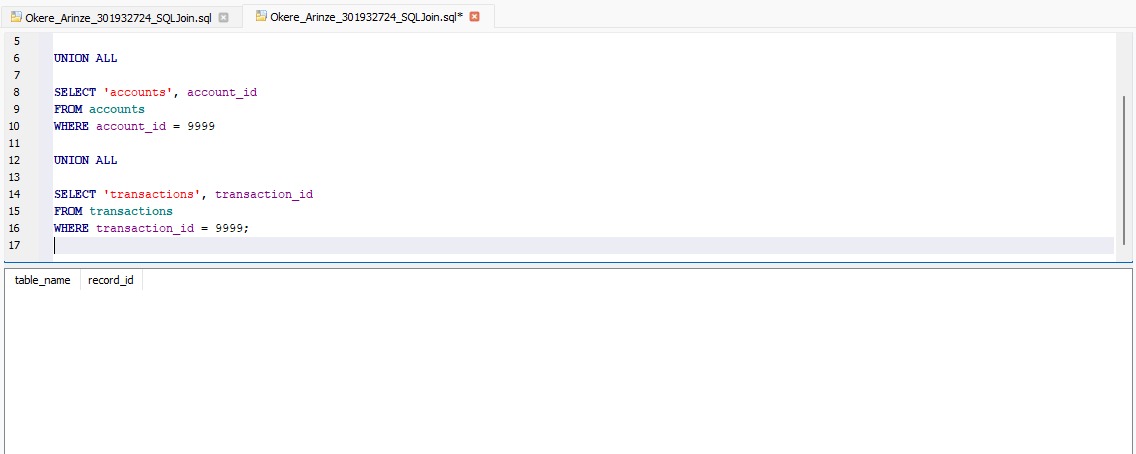 Okere_Arinze_301932724_SQLJoin.sql Okere_Arinze_301932724_SQLJoin.sql*
5
6 UNION ALL
7
8 SELECT 'accounts', account_id
9 FROM accounts
10 WHERE account_id = 9999
11
12 UNION ALL
13
14 SELECT 'transactions', transaction_id
15 FROM transactions
16 WHERE transaction_id = 9999;
17
table_name record_id